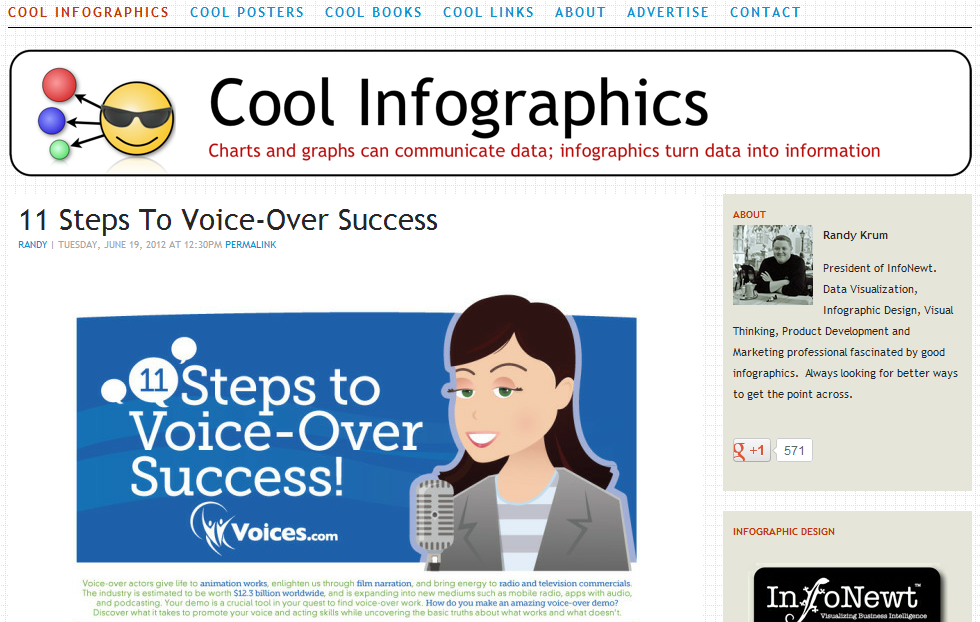 COOL INFOGRAPHICS COOL POSTERS COOL BOOKS COOL LINKS ABOUT ADVERTISE CONTACT
Cool Infographics
Charts and graphs can communicate data; infographics turn data into information
11 Steps To Voice-Over Success
RANDY | TUESDAY, JUNE 19, 2012 AT 12:30PM PERMALINK
11 Steps to
Voice-Over
Success!
Voices.com
Voice-over actors give life to animation works, enlighten us through film narration, and bring energy to radio and television commercials.
The industry is estimated to be worth $12.3 billion worldwide, and is expanding into new mediums such as mobile radio, apps with audio,
and podcasting. Your demo is a crucial tool in your quest to find voice-over work. How do you make an amazing voice-over demo?
Discover what it takes to promote your voice and acting skills while uncovering the basic truths about what works and what doesn't.
ABOUT
Randy Krum
President of InfoNewt.
Data Visualization,
Infographic Design, Visual
Thinking, Product Development and
Marketing professional fascinated by good
infographics. Always looking for better ways
to get the point across.
g +1 571
INFOGRAPHIC DESIGN
InfoNewt™
Visualizing Business Intelligence